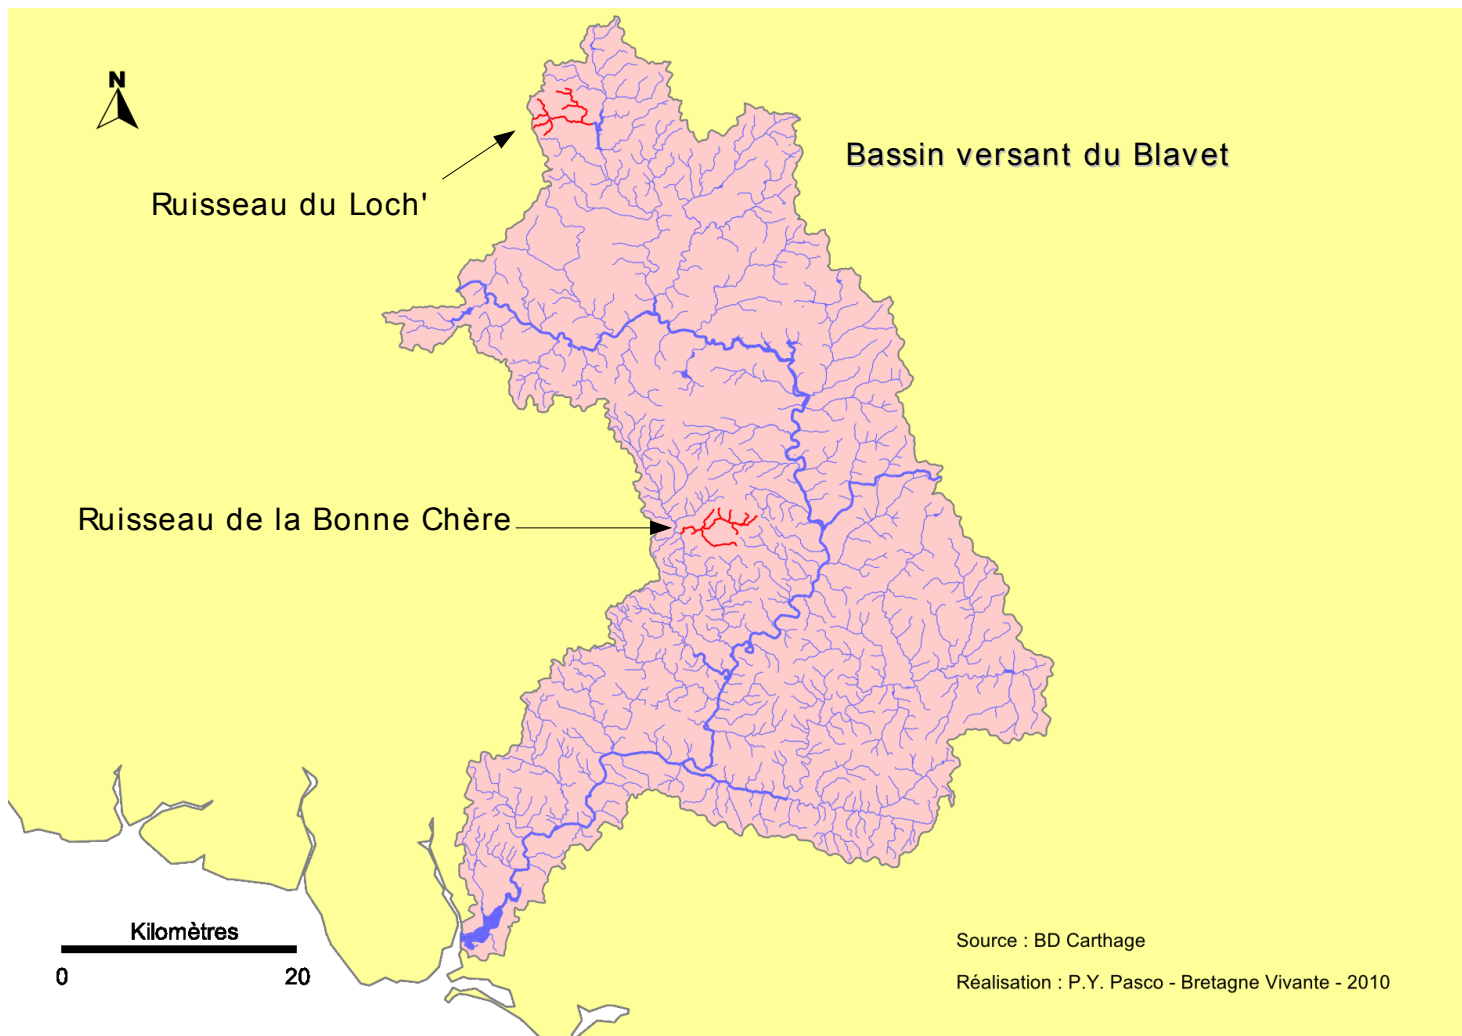 N
Bassin versant du Blavet
Ruisseau du Loch'
Ruisseau de la Bonne Chère
Kilomètres
0 20
Source : BD Carthage
Réalisation : P.Y. Pasco - Bretagne Vivante - 2010